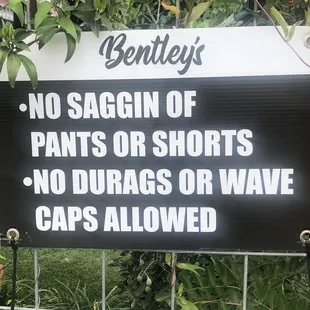 Bentley's
•NO SAGGIN OF
PANTS OR SHORTS
•NO DURAGS OR WAVE
CAPS ALLOWED